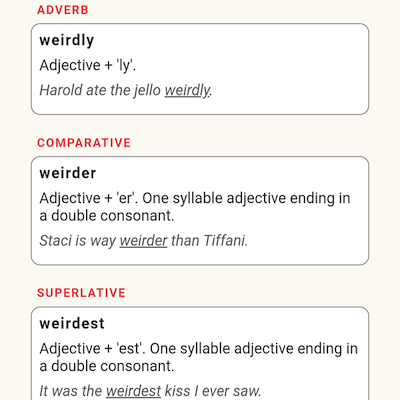 ADVERB
weirdly
Adjective + 'ly'.
Harold ate the jello weirdly.
COMPARATIVE
weirder
Adjective + 'er'. One syllable adjective ending in
a double consonant.
Staci is way weirder than Tiffani.
SUPERLATIVE
weirdest
Adjective + 'est'. One syllable adjective ending in
a double consonant.
It was the weirdest kiss I ever saw.